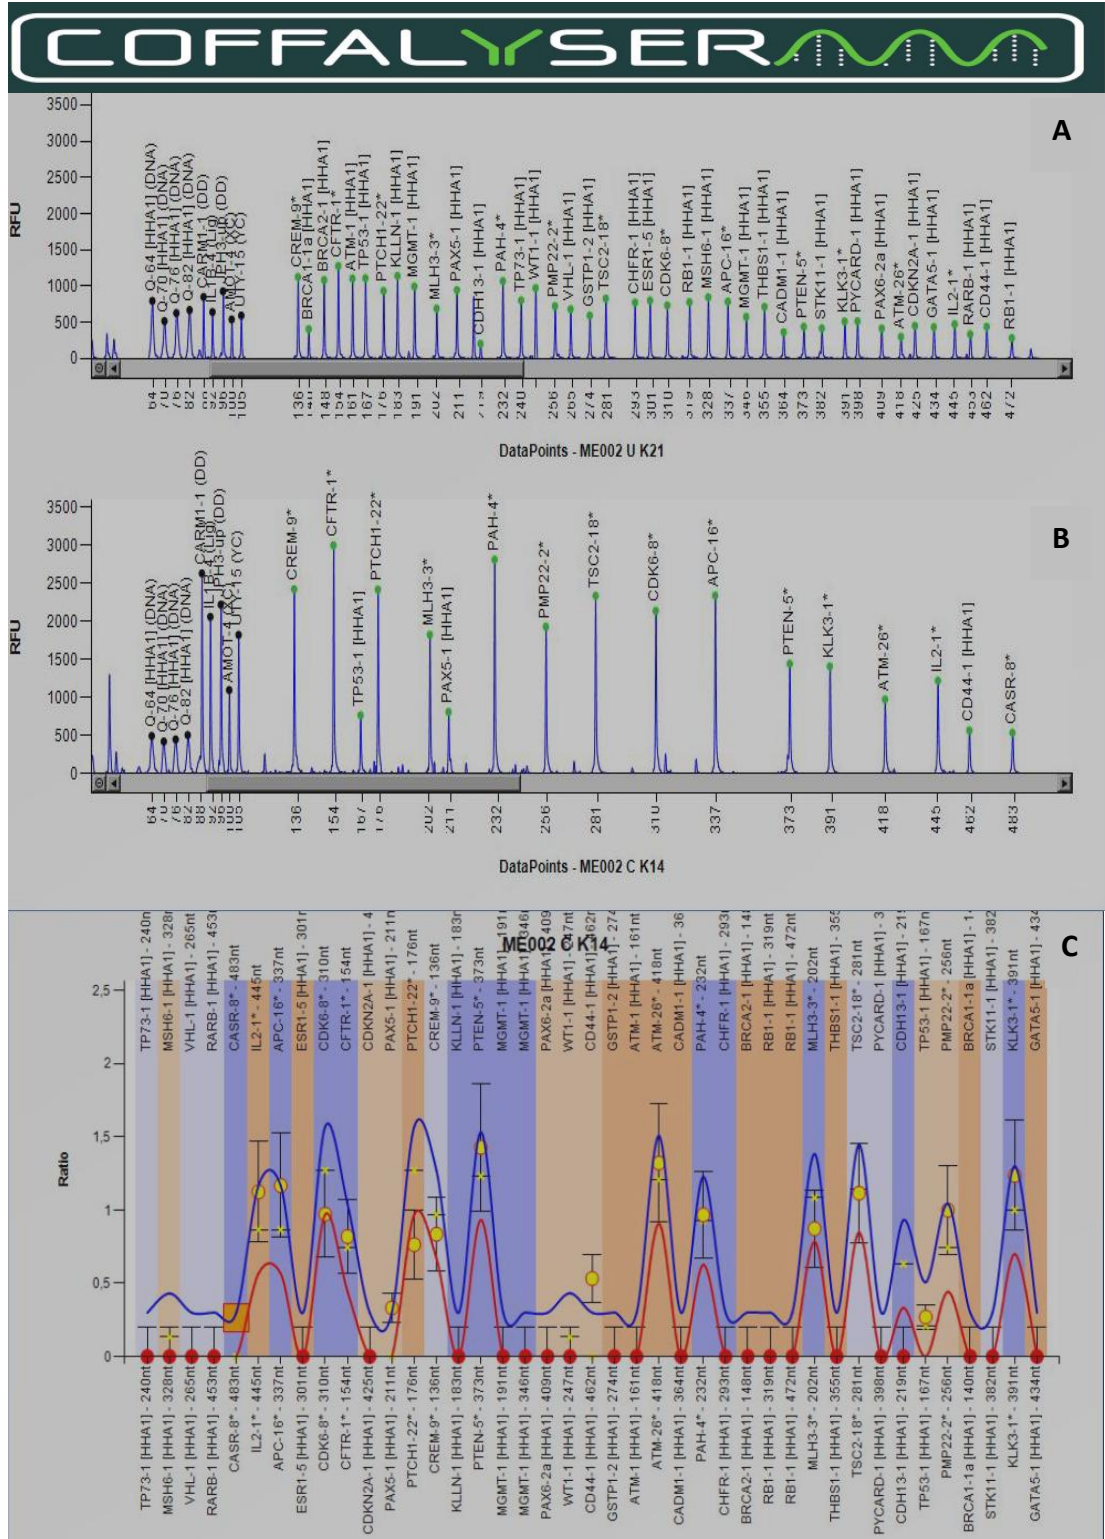 COFFALYSER
A
RFU
3500
3000
2500
2000
1500
1000
500
0
Q-64 [HHA1] (DNA)
Q-70 [HHA1] (DNA)
Q-76 [HHA1] (DNA)
Q-82 [HHA1] (DNA)
CARM1-1 (DD)
UTY-15 (YC)
CREM-9*
BRCA1-1a [HHA1]
BRCA2-1 [HHA1]
CFTR-1*
ATM-1 [HHA1]
TP53-1 [HHA1]
PTCH1-22*
KLLN-1 [HHA1]
MGMT-1 [HHA1]
MLH3-3*
PAX5-1 [HHA1]
CDH13-1 [HHA1]
PAH-4*
TP73-1 [HHA1]
WT1-1 [HHA1]
PMP22-2*
VHL-1 [HHA1]
GSTP1-2 [HHA1]
TSC2-18*
CHFR-1 [HHA1]
ESR1-5 [HHA1]
CDK6-8*
RB1-1 [HHA1]
MSH6-1 [HHA1]
APC-16*
MGMT-1 [HHA1]
THBS1-1 [HHA1]
CADM1-1 [HHA1]
PTEN-5*
STK11-1 [HHA1]
KLK3-1*
PYCARD-1 [HHA1]
PAX6-2a [HHA1]
ATM-26*
CDKN2A-1 [HHA1]
GATA5-1 [HHA1]
IL2-1*
RARB-1 [HHA1]
CD44-1 [HHA1]
RB1-1 [HHA1]
64 70 76 82 92 105 136 148 154 161 167 176 183 191 202 211 232 240 256 265 274 281 293 301 310 319 328 337 346 355 364 373 382 391 398 409 418 425 434 445 453 462 472
DataPoints - ME002 U K21
B
RFU
3500
3000
2500
2000
1500
1000
500
0
Q-64 [HHA1] (DNA)
Q-70 [HHA1] (DNA)
Q-76 [HHA1] (DNA)
Q-82 [HHA1] (DNA)
CARM1-1 (DD)
AMOT-4 (XC)
UTY-15 (YC)
CREM-9*
CFTR-1*
TP53-1 [HHA1]
PTCH1-22*
MLH3-3*
PAX5-1 [HHA1]
PAH-4*
PMP22-2*
TSC2-18*
CDK6-8*
APC-16*
PTEN-5*
KLK3-1*
ATM-26*
IL2-1*
CD44-1 [HHA1]
CASR-8*
64 70 76 82 88 105 136 154 167 176 202 211 232 256 281 310 337 373 391 418 445 462 483
DataPoints - ME002 C K14
ME002 C K14
C
Ratio
2,5
2
1,5
1
0,5
0
TP73-1 [HHA1] - 240nt
MSH6-1 [HHA1] - 328nt
VHL-1 [HHA1] - 265nt
RARB-1 [HHA1] - 453nt
CASR-8* - 483nt
IL2-1* - 445nt
APC-16* - 337nt
ESR1-5 [HHA1] - 301nt
CDK6-8* - 310nt
CFTR-1* - 154nt
CDKN2A-1 [HHA1] - 425nt
PAX5-1 [HHA1] - 211nt
PTCH1-22* - 176nt
CREM-9* - 136nt
KLLN-1 [HHA1] - 183nt
PTEN-5* - 373nt
MGMT-1 [HHA1] - 191nt
MGMT-1 [HHA1] - 346nt
PAX6-2a [HHA1] - 409nt
WT1-1 [HHA1] - 247nt
CD44-1 [HHA1] - 462nt
GSTP1-2 [HHA1] - 274nt
ATM-1 [HHA1] - 161nt
ATM-26* - 418nt
CADM1-1 [HHA1] - 364nt
PAH-4* - 232nt
CHFR-1 [HHA1] - 293nt
BRCA2-1 [HHA1] - 148nt
RB1-1 [HHA1] - 319nt
RB1-1 [HHA1] - 472nt
MLH3-3* - 202nt
THBS1-1 [HHA1] - 355nt
TSC2-18* - 281nt
PYCARD-1 [HHA1] - 398nt
CDH13-1 [HHA1] - 219nt
TP53-1 [HHA1] - 167nt
PMP22-2* - 256nt
BRCA1-1a [HHA1] - 140nt
STK11-1 [HHA1] - 382nt
KLK3-1* - 391nt
GATA5-1 [HHA1] - 434nt